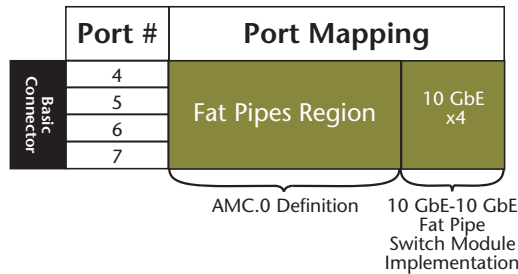 Port # Port Mapping
Basic
Connector
4
5
6
7
Fat Pipes Region
10 GbE
x4
AMC.0 Definition
10 GbE-10 GbE
Fat Pipe
Switch Module
Implementation